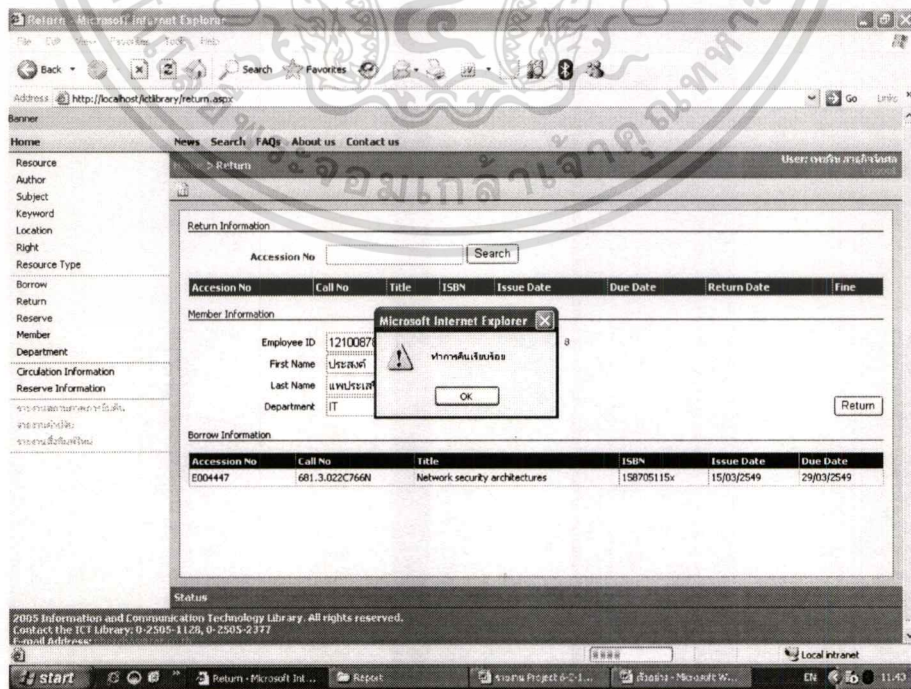 Return - Microsoft Internet Explorer
File Edit View Favorites Tools Help
Back Search Favorites
Address http://localhost/ictlibrary/return.aspx Go Links
Banner
Home News Search FAQs About us Contact us
> Return User:
Resource
Author
Subject
Keyword
Location
Right
Resource Type
Borrow
Return
Reserve
Member
Department
Circulation Information
Reserve Information
Return Information
Accession No Search
Accesion No Call No Title ISBN Issue Date Due Date Return Date Fine
Member Information
Employee ID 1210087
First Name ประสงค์
Last Name
Department IT
Return
Microsoft Internet Explorer
ทำการคืนเรียบร้อย
OK
Borrow Information
Accession No Call No Title ISBN Issue Date Due Date
E004447 681.3.022C766N Network security architectures 158705115x 15/03/2549 29/03/2549
Status
2005 Information and Communication Technology Library. All rights reserved.
Contact the ICT Library: 0-2505-1128, 0-2505-2377
E-mail Address:
Local intranet
start Return - Microsoft Int ... Report EN 11:43